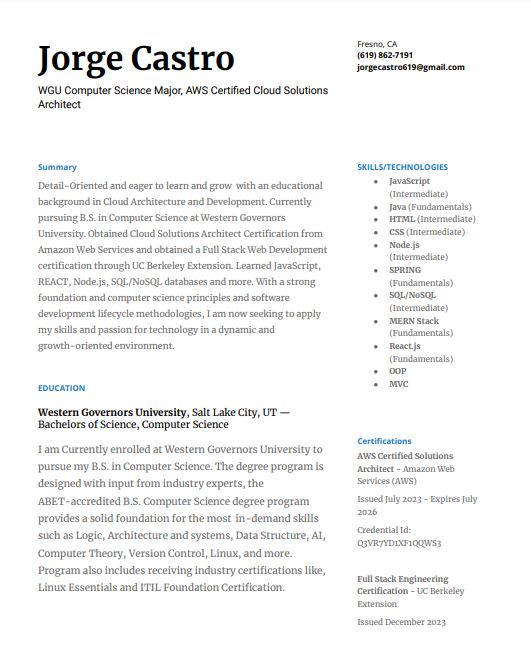 Jorge Castro
WGU Computer Science Major, AWS Certified Cloud Solutions
Architect
Fresno, CA
(619) 862-7191
jorgecastro619@gmail.com
Summary
Detail-Oriented and eager to learn and grow with an educational
background in Cloud Architecture and Development. Currently
pursuing B.S. in Computer Science at Western Governors
University. Obtained Cloud Solutions Architect Certification from
Amazon Web Services and obtained a Full Stack Web Development
certification through UC Berkeley Extension. Learned JavaScript,
REACT, Node.js, SQL/NoSQL databases and more. With a strong
foundation and computer science principles and software
development lifecycle methodologies, I am now seeking to apply
my skills and passion for technology in a dynamic and
growth-oriented environment.
EDUCATION
Western Governors University, Salt Lake City, UT —
Bachelors of Science, Computer Science
I am Currently enrolled at Western Governors University to
pursue my B.S. in Computer Science. The degree program is
designed with input from industry experts, the
ABET-accredited B.S. Computer Science degree program
provides a solid foundation for the most in-demand skills
such as Logic, Architecture and systems, Data Structure, AI,
Computer Theory, Version Control, Linux, and more.
Program also includes receiving industry certifications like,
Linux Essentials and ITIL Foundation Certification.
SKILLS/TECHNOLOGIES
● JavaScript
(Intermediate)
● Java (Fundamentals)
● HTML (Intermediate)
● CSS (Intermediate)
● Node.js
(Intermediate)
● SPRING
(Fundamentals)
● SQL/NoSQL
(Intermediate)
● MERN Stack
(Fundamentals)
● React.js
(Fundamentals)
● OOP
● MVC
Certifications
AWS Certified Solutions
Architect - Amazon Web
Services (AWS)
Issued July 2023 - Expires July
2026
Credential Id:
Q3VR7YD1XF1QQWS3
Full Stack Engineering
Certification - UC Berkeley
Extension
Issued December 2023